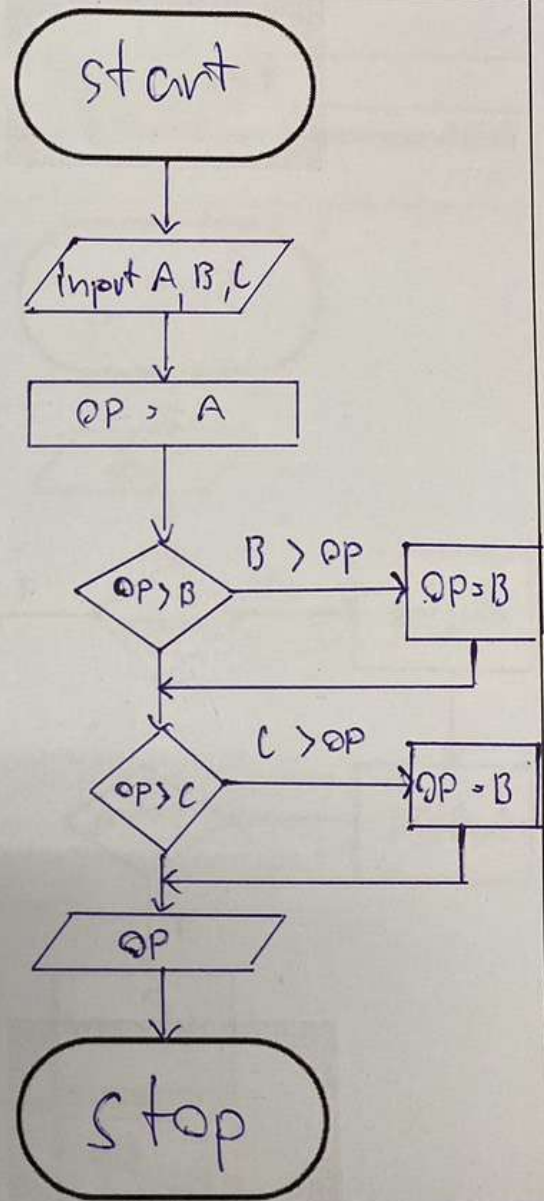 start
Input A, B, C
OP > A
OP>B
B > OP
OP=B
OP>C
C > OP
OP = B
OP
stop